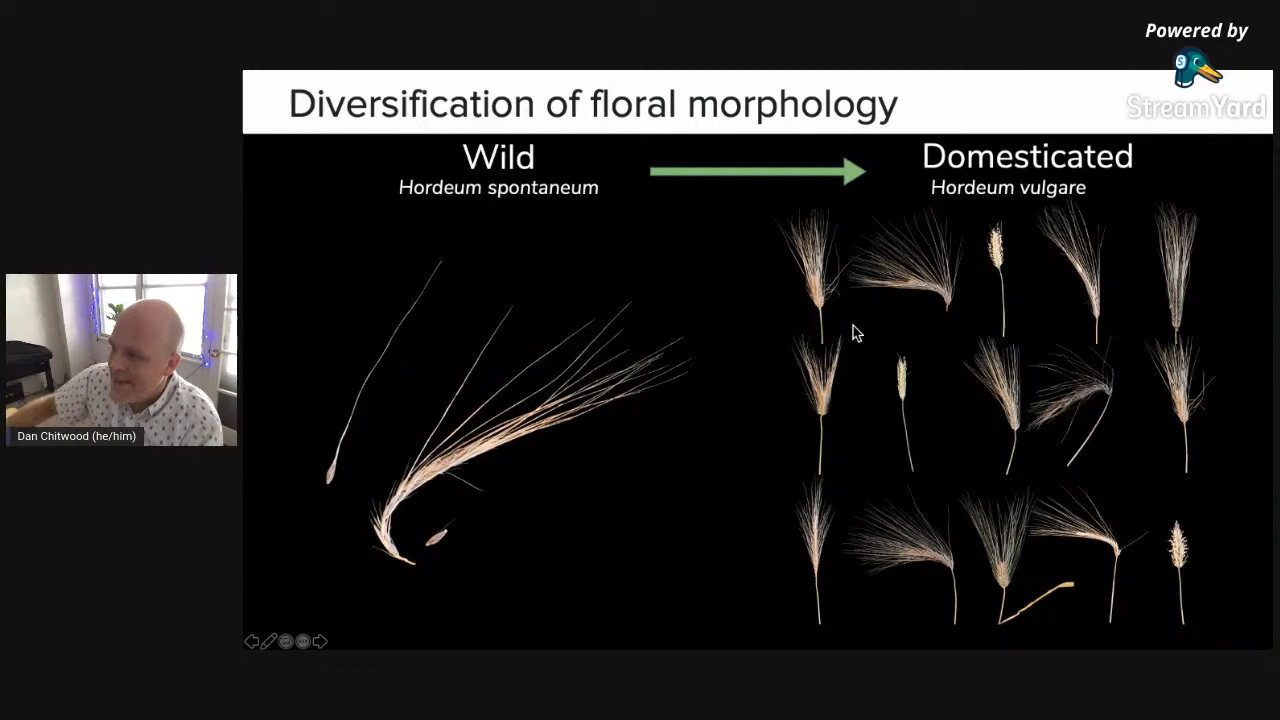 Powered by
StreamYard
Diversification of floral morphology
Wild
Hordeum spontaneum
Domesticated
Hordeum vulgare
Dan Chitwood (he/him)